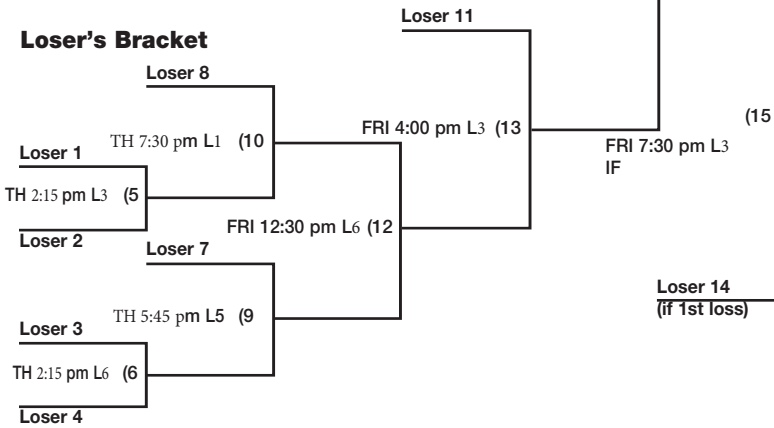 Loser's Bracket
Loser 11
Loser 8
TH 7:30 pm L1 (10
FRI 4:00 pm L3 (13
(15
FRI 7:30 pm L3
IF
Loser 1
TH 2:15 pm L3 (5
Loser 2
FRI 12:30 pm L6 (12
Loser 7
TH 5:45 pm L5 (9
Loser 14
(if 1st loss)
Loser 3
TH 2:15 pm L6 (6
Loser 4